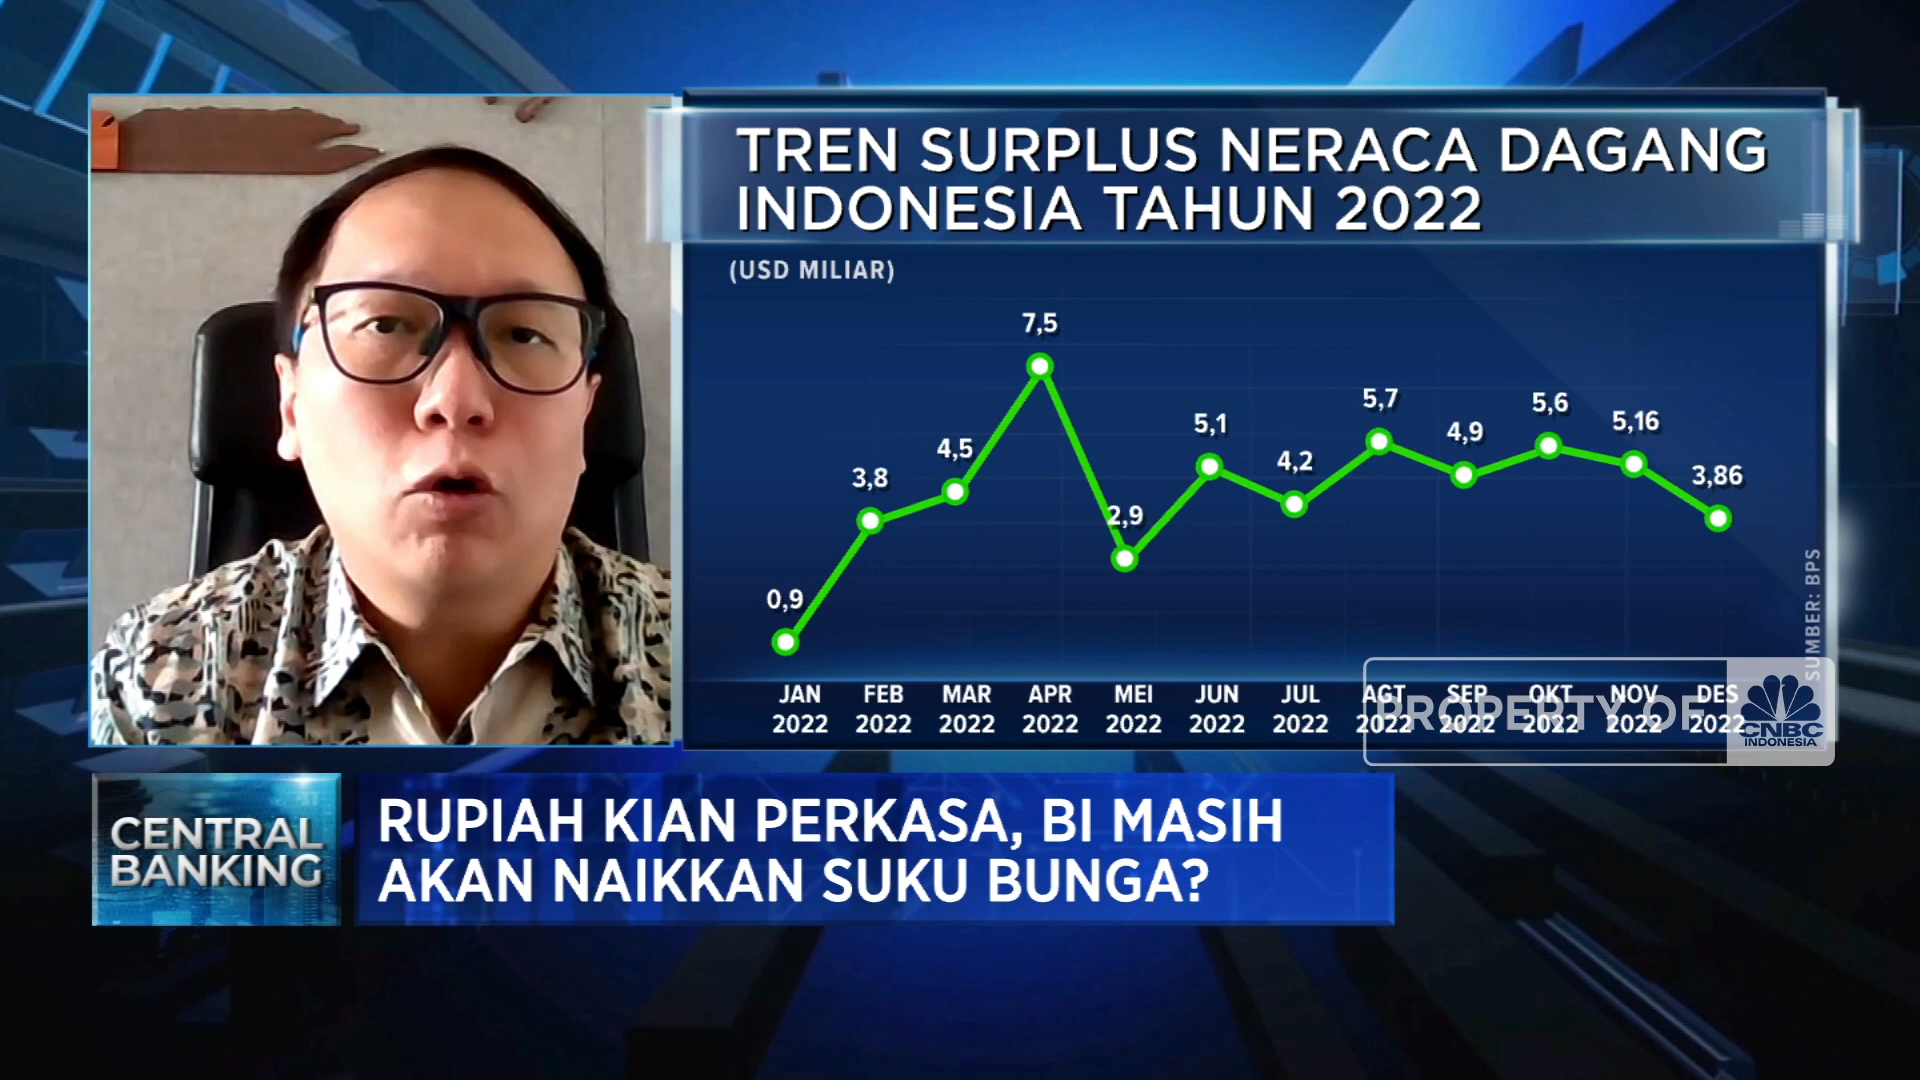 TREN SURPLUS NERACA DAGANG
INDONESIA TAHUN 2022
(USD MILIAR)
0,9
3,8
4,5
7,5
2,9
5,1
4,2
5,7
4,9
5,6
5,16
3,86
SUMBER: BPS
JAN FEB MAR APR MEI JUN JUL AGT SEP OKT NOV DES
2022 2022 2022 2022 2022 2022 2022 2022 2022 2022 2022 2022
PROPERTY OF
CNBC
INDONESIA
CENTRAL
BANKING
RUPIAH KIAN PERKASA, BI MASIH
AKAN NAIKKAN SUKU BUNGA?